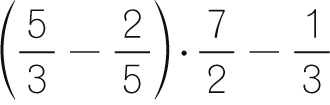 (5/3 − 2/5) · 7/2 − 1/3